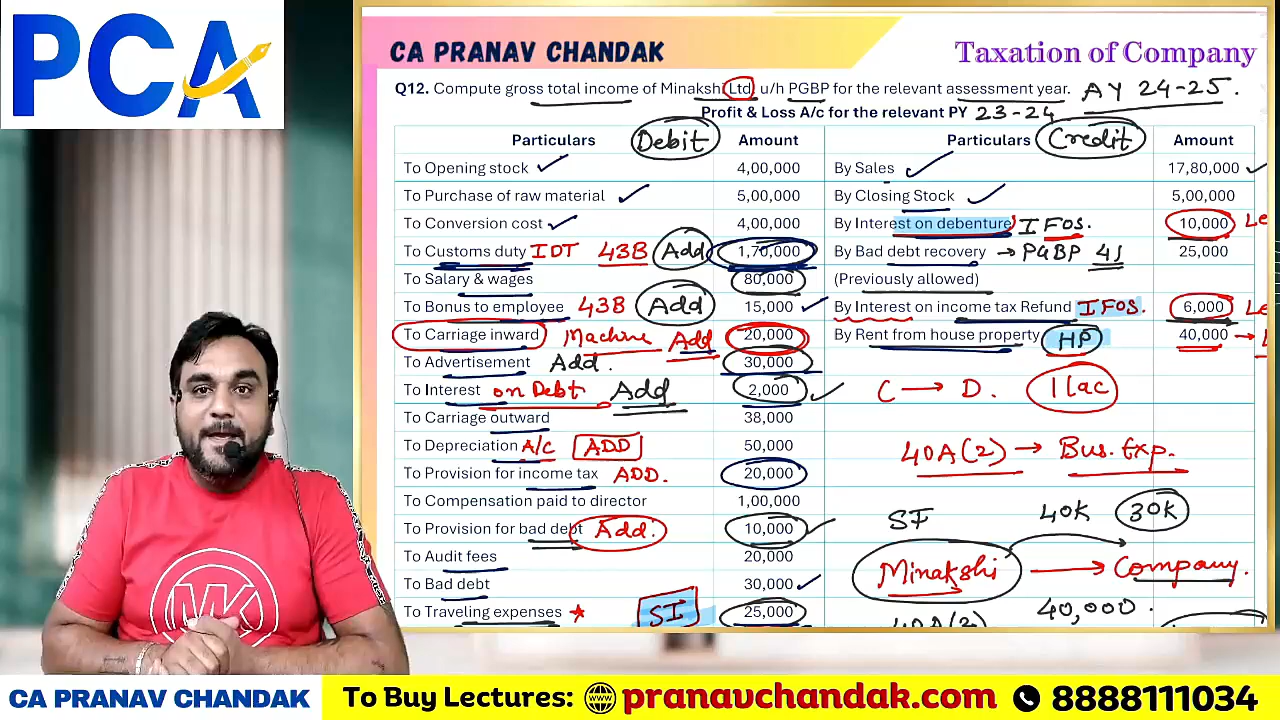 PCA
CA PRANAV CHANDAK
Taxation of Company
Q12. Compute gross total income of Minakshi Ltd. u/h PGBP for the relevant assessment year. AY 24-25.
Profit & Loss A/c for the relevant PY 23-24
Particulars Debit Amount Particulars Credit Amount
To Opening stock 4,00,000 By Sales 17,80,000
To Purchase of raw material 5,00,000 By Closing Stock 5,00,000
To Conversion cost 4,00,000 By Interest on debenture IFOS. 10,000 Le
To Customs duty IDT 43B Add 1,70,000 By Bad debt recovery → PGBP 41 25,000
To Salary & wages 80,000 (Previously allowed)
To Bonus to employee 43B Add 15,000 By Interest on income tax Refund IFOS. 6,000 Le
To Carriage inward Machine Add 20,000 By Rent from house property HP 40,000 →
To Advertisement Add. 30,000
To Interest on Debt Add 2,000 C → D. 1 lac
To Carriage outward 38,000
To Depreciation A/c ADD 50,000 40A(2) → Bus. Exp.
To Provision for income tax ADD. 20,000
To Compensation paid to director 1,00,000 SI 40K 30K
To Provision for bad debt Add. 10,000
To Audit fees 20,000 Minakshi → Company.
To Bad debt 30,000
To Traveling expenses * SI 25,000 40,000.
40A(2)
MK
CA PRANAV CHANDAK To Buy Lectures: pranavchandak.com 8888111034